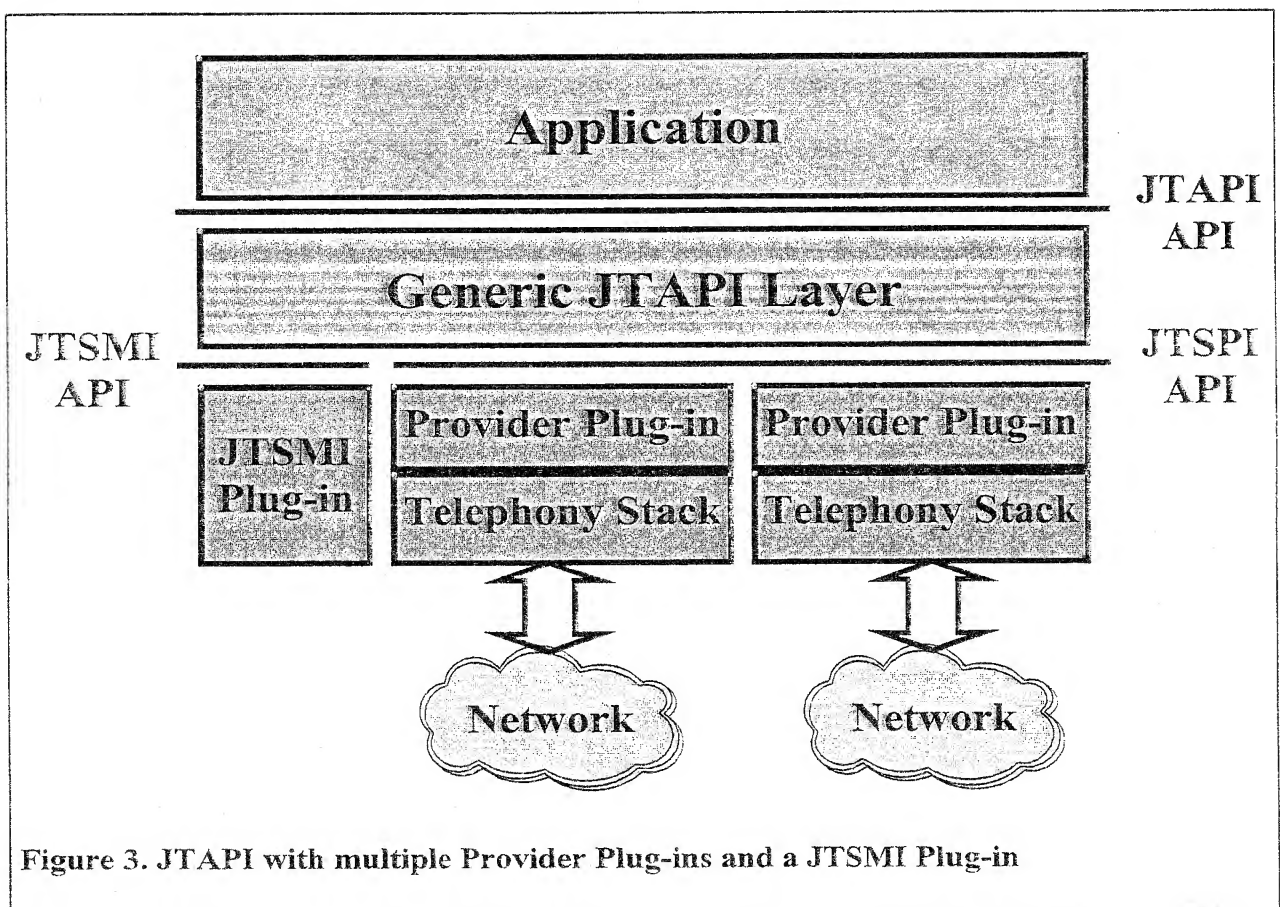 Application
JTAPI
API
Generic JTAPI Layer
JTSMI
API
JTSPI
API
JTSMI
Plug-in
Provider Plug-in
Telephony Stack
Provider Plug-in
Telephony Stack
Network
Network
Figure 3. JTAPI with multiple Provider Plug-ins and a JTSMI Plug-in